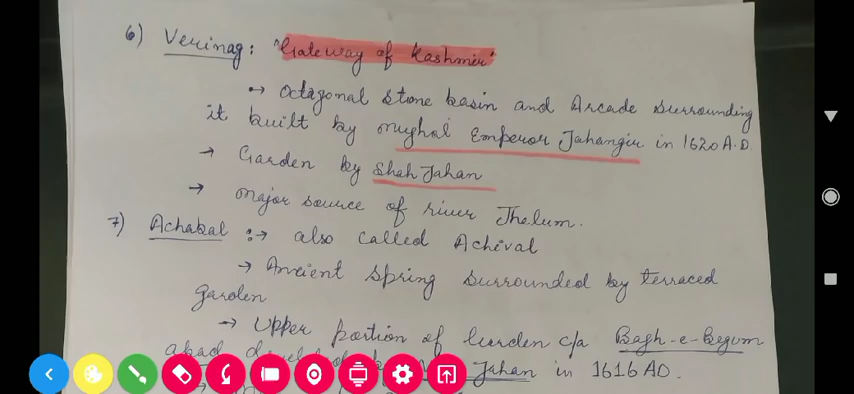 6) Verinag: "Gateway of Kashmir"
→ Octagonal stone basin and Arcade surrounding
it built by mughal Emperor Jahangir in 1620 A.D.
→ Garden by Shah Jahan
→ major source of river Jhelum.
7) Achabal :→ also called Achival
→ Ancient Spring surrounded by terraced
garden
→ Upper portion of Garden c/a Bagh-e-Begum
abad Jahan in 1616 AD.